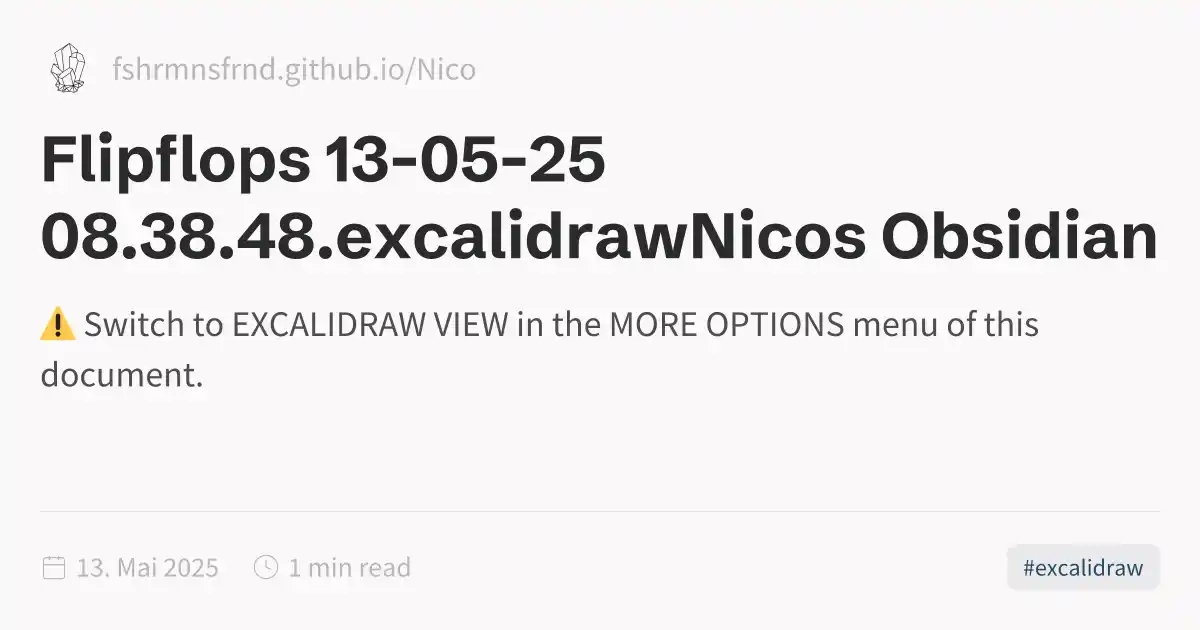 fshrmnsfrnd.github.io/Nico
Flipflops 13-05-25
08.38.48.excalidrawNicos Obsidian
⚠️ Switch to EXCALIDRAW VIEW in the MORE OPTIONS menu of this
document.
13. Mai 2025 1 min read #excalidraw